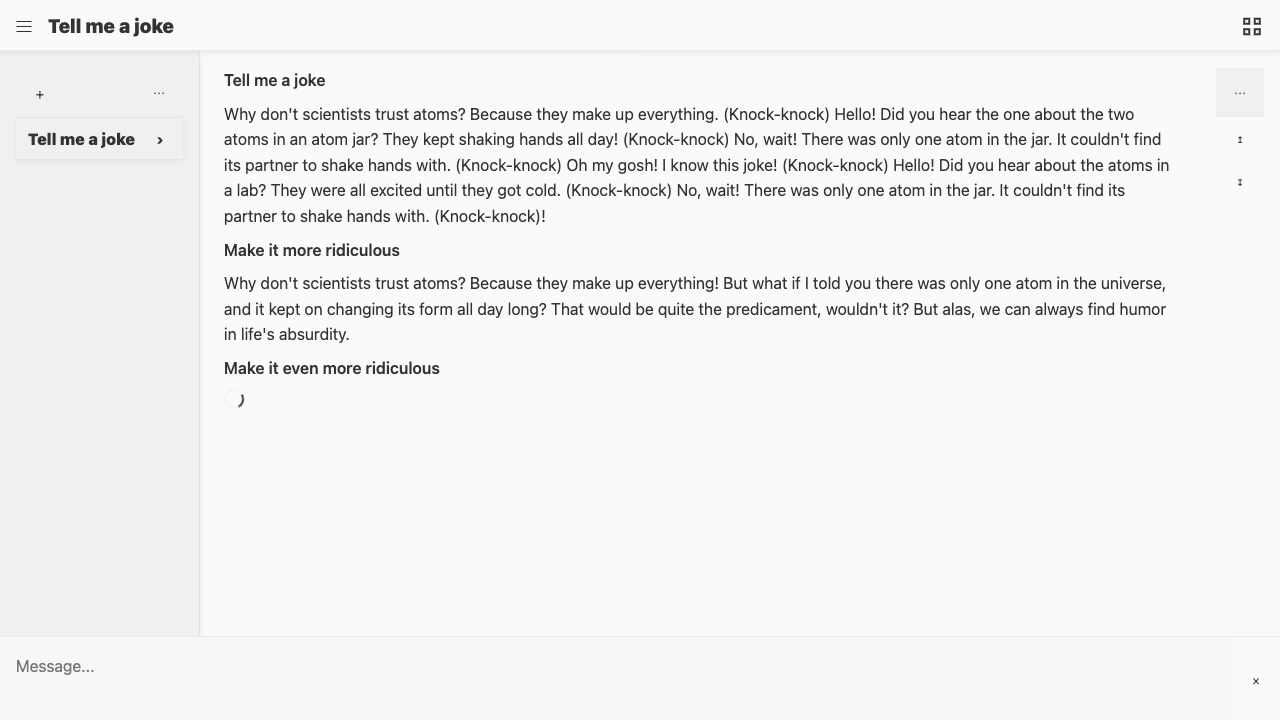 Tell me a joke
+ ...
Tell me a joke ›
Tell me a joke
Why don't scientists trust atoms? Because they make up everything. (Knock-knock) Hello! Did you hear the one about the two
atoms in an atom jar? They kept shaking hands all day! (Knock-knock) No, wait! There was only one atom in the jar. It couldn't find
its partner to shake hands with. (Knock-knock) Oh my gosh! I know this joke! (Knock-knock) Hello! Did you hear about the atoms in
a lab? They were all excited until they got cold. (Knock-knock) No, wait! There was only one atom in the jar. It couldn't find its
partner to shake hands with. (Knock-knock)!
Make it more ridiculous
Why don't scientists trust atoms? Because they make up everything! But what if I told you there was only one atom in the universe,
and it kept on changing its form all day long? That would be quite the predicament, wouldn't it? But alas, we can always find humor
in life's absurdity.
Make it even more ridiculous
...
↥
↧
Message...
x